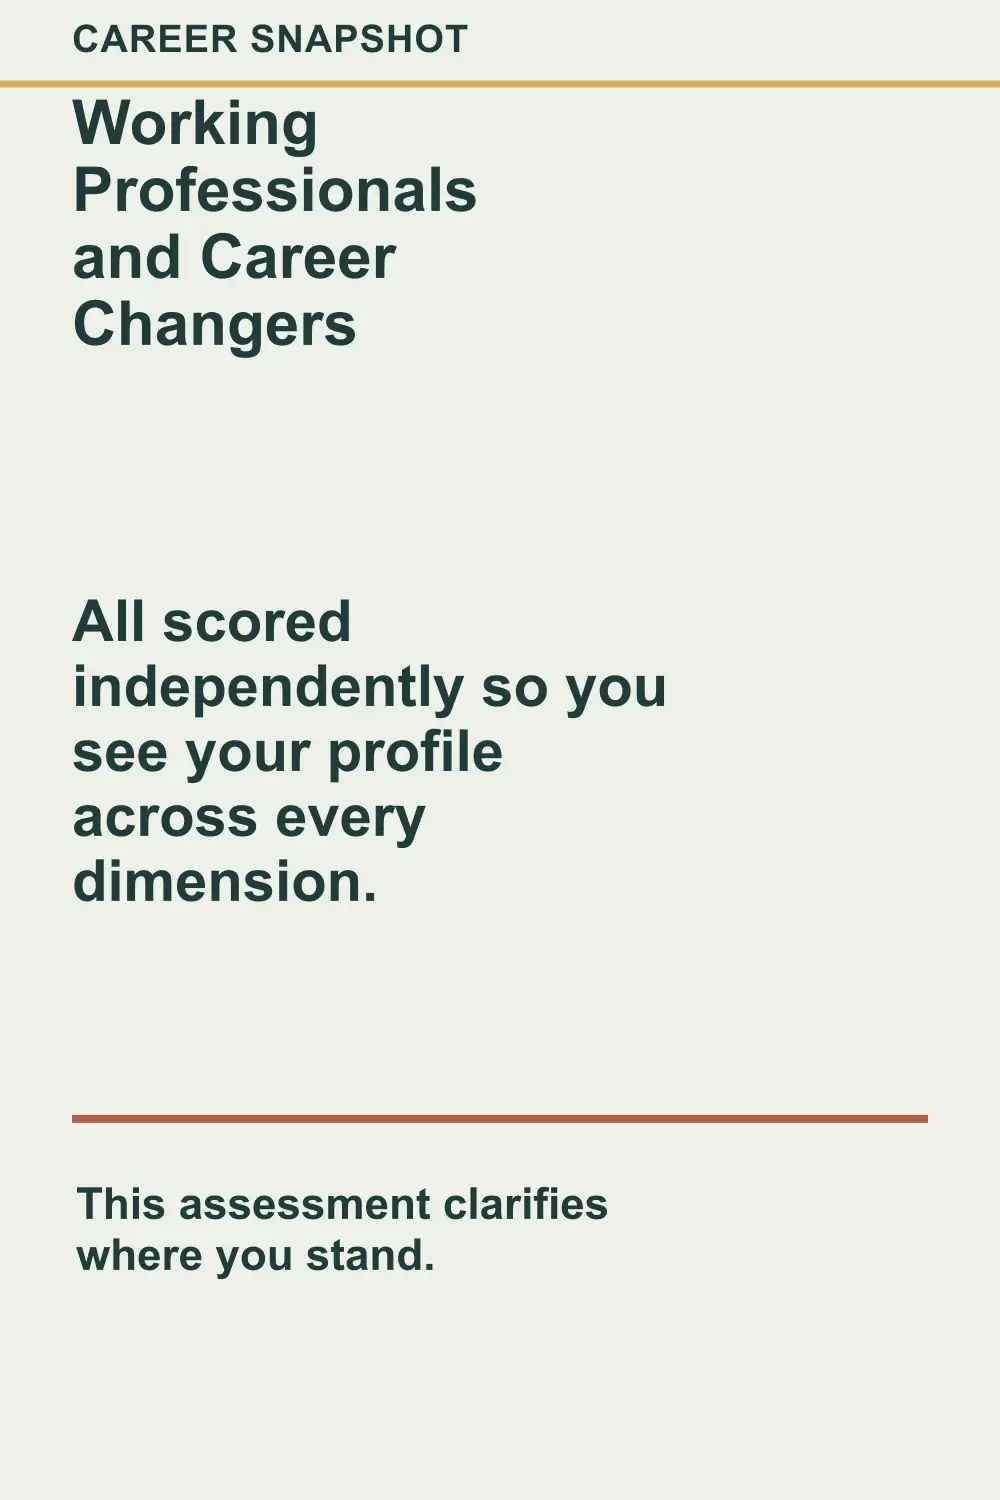 CAREER SNAPSHOT
Working
Professionals
and Career
Changers
All scored
independently so you
see your profile
across every
dimension.
This assessment clarifies
where you stand.